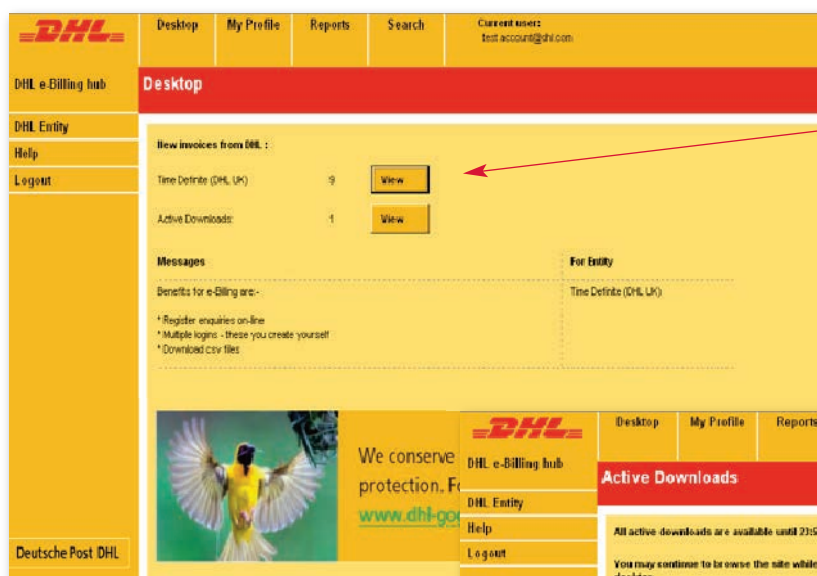 DHL
Desktop My Profile Reports Search
Current user:
test account@dhl.com
DHL e-Billing hub
Desktop
DHL Entity
Help
Logout
New invoices from DHL :
Time Definite (DHL UK) 9 View
Active Downloads: 1 View
Messages For Entity
Benefits for e-Billing are:- Time Definite (DHL UK)
* Register enquiries on-line
* Multiple logins - these you create yourself
* Download csv files
We conserve
protection.
www.dhl-go
Deutsche Post DHL
DHL
Desktop My Profile Reports
DHL e-Billing hub
Active Downloads
DHL Entity
Help
Logout
All active downloads are available until 23:5
You may continue to browse the site while
desktop